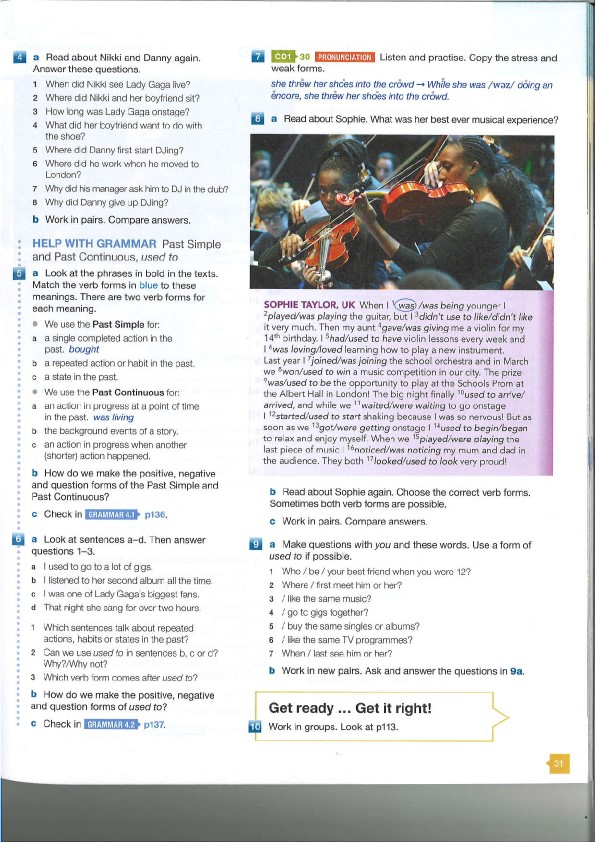 4 a Read about Nikki and Danny again.
Answer these questions.
1 When did Nikki see Lady Gaga live?
2 Where did Nikki and her boyfriend sit?
3 How long was Lady Gaga onstage?
4 What did her boyfriend want to do with
the shoe?
5 Where did Danny first start DJing?
6 Where did he work when he moved to
London?
7 Why did his manager ask him to DJ in the club?
8 Why did Danny give up DJing?
b Work in pairs. Compare answers.
HELP WITH GRAMMAR Past Simple
and Past Continuous, used to
5 a Look at the phrases in bold in the texts.
Match the verb forms in blue to these
meanings. There are two verb forms for
each meaning.
• We use the Past Simple for:
a a single completed action in the
past. bought
b a repeated action or habit in the past.
c a state in the past.
• We use the Past Continuous for:
a an action in progress at a point of time
in the past. was living
b the background events of a story.
c an action in progress when another
(shorter) action happened.
b How do we make the positive, negative
and question forms of the Past Simple and
Past Continuous?
c Check in GRAMMAR 4.1 p136.
6 a Look at sentences a–d. Then answer
questions 1–3.
a I used to go to a lot of gigs.
b I listened to her second album all the time.
c I was one of Lady Gaga's biggest fans.
d That night she sang for over two hours.
1 Which sentences talk about repeated
actions, habits or states in the past?
2 Can we use used to in sentences b, c or d?
Why?/Why not?
3 Which verb form comes after used to?
b How do we make the positive, negative
and question forms of used to?
c Check in GRAMMAR 4.2 p137.
7 CD1 30 PRONUNCIATION Listen and practise. Copy the stress and
weak forms.
she threw her shoes into the crowd → While she was /wəz/ doing an
encore, she threw her shoes into the crowd.
8 a Read about Sophie. What was her best ever musical experience?
SOPHIE TAYLOR, UK When I 1 was /was being younger I
2 played/was playing the guitar, but I 3 didn't use to like/didn't like
it very much. Then my aunt 4 gave/was giving me a violin for my
14th birthday. I 5 had/used to have violin lessons every week and
I 6 was loving/loved learning how to play a new instrument.
Last year I 7 joined/was joining the school orchestra and in March
we 8 won/used to win a music competition in our city. The prize
9 was/used to be the opportunity to play at the Schools Prom at
the Albert Hall in London! The big night finally 10 used to arrive/
arrived, and while we 11 waited/were waiting to go onstage
I 12 started/used to start shaking because I was so nervous! But as
soon as we 13 got/were getting onstage I 14 used to begin/began
to relax and enjoy myself. When we 15 played/were playing the
last piece of music I 16 noticed/was noticing my mum and dad in
the audience. They both 17 looked/used to look very proud!
b Read about Sophie again. Choose the correct verb forms.
Sometimes both verb forms are possible.
c Work in pairs. Compare answers.
9 a Make questions with you and these words. Use a form of
used to if possible.
1 Who / be / your best friend when you were 12?
2 Where / first meet him or her?
3 / like the same music?
4 / go to gigs together?
5 / buy the same singles or albums?
6 / like the same TV programmes?
7 When / last see him or her?
b Work in new pairs. Ask and answer the questions in 9a.
Get ready ... Get it right!
10 Work in groups. Look at p113.
31